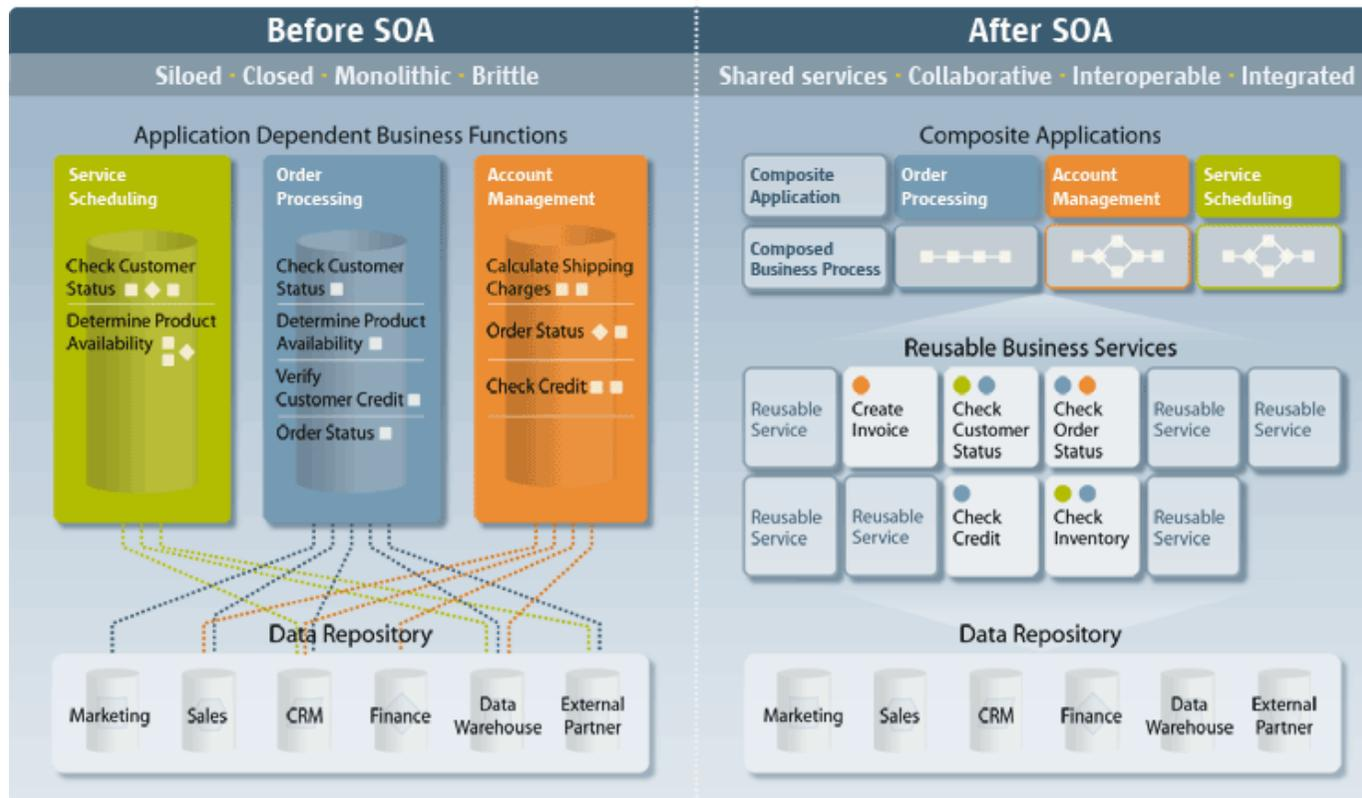 Before SOA
Siloed · Closed · Monolithic · Brittle
Application Dependent Business Functions
Service
Scheduling
Check Customer
Status
Determine Product
Availability
Order
Processing
Check Customer
Status
Determine Product
Availability
Verify
Customer Credit
Order Status
Account
Management
Calculate Shipping
Charges
Order Status
Check Credit
Data Repository
Marketing
Sales
CRM
Finance
Data
Warehouse
External
Partner
After SOA
Shared services · Collaborative · Interoperable · Integrated
Composite Applications
Composite
Application
Order
Processing
Account
Management
Service
Scheduling
Composed
Business Process
Reusable Business Services
Reusable
Service
Create
Invoice
Check
Customer
Status
Check
Order
Status
Reusable
Service
Reusable
Service
Reusable
Service
Reusable
Service
Check
Credit
Check
Inventory
Reusable
Service
Data Repository
Marketing
Sales
CRM
Finance
Data
Warehouse
External
Partner